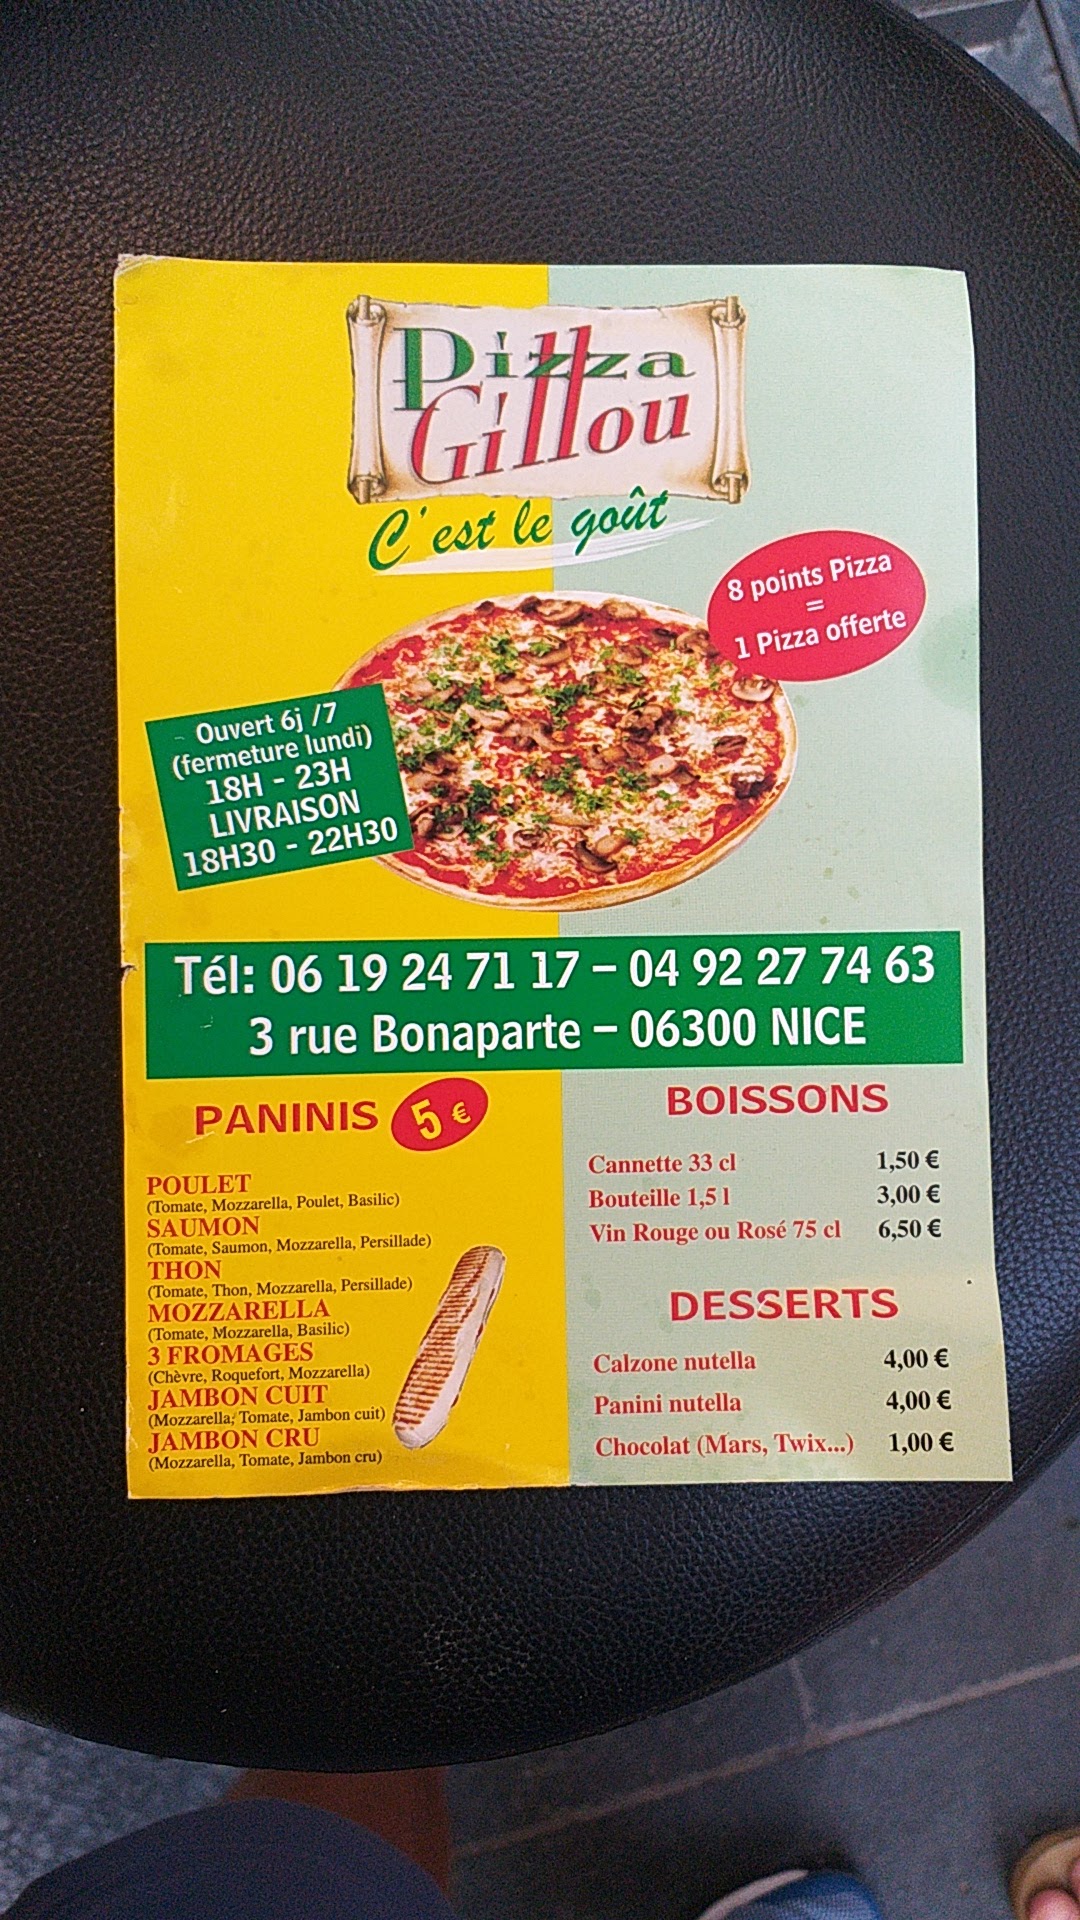 Pizza
Gillou
C'est le goût
8 points Pizza
=
1 Pizza offerte
Ouvert 6j /7
(fermeture lundi)
18H - 23H
LIVRAISON
18H30 - 22H30
Tél: 06 19 24 71 17 – 04 92 27 74 63
3 rue Bonaparte – 06300 NICE
PANINIS 5 €
POULET
(Tomate, Mozzarella, Poulet, Basilic)
SAUMON
(Tomate, Saumon, Mozzarella, Persillade)
THON
(Tomate, Thon, Mozzarella, Persillade)
MOZZARELLA
(Tomate, Mozzarella, Basilic)
3 FROMAGES
(Chèvre, Roquefort, Mozzarella)
JAMBON CUIT
(Mozzarella, Tomate, Jambon cuit)
JAMBON CRU
(Mozzarella, Tomate, Jambon cru)
BOISSONS
Cannette 33 cl 1,50 €
Bouteille 1,5 l 3,00 €
Vin Rouge ou Rosé 75 cl 6,50 €
DESSERTS
Calzone nutella 4,00 €
Panini nutella 4,00 €
Chocolat (Mars, Twix...) 1,00 €